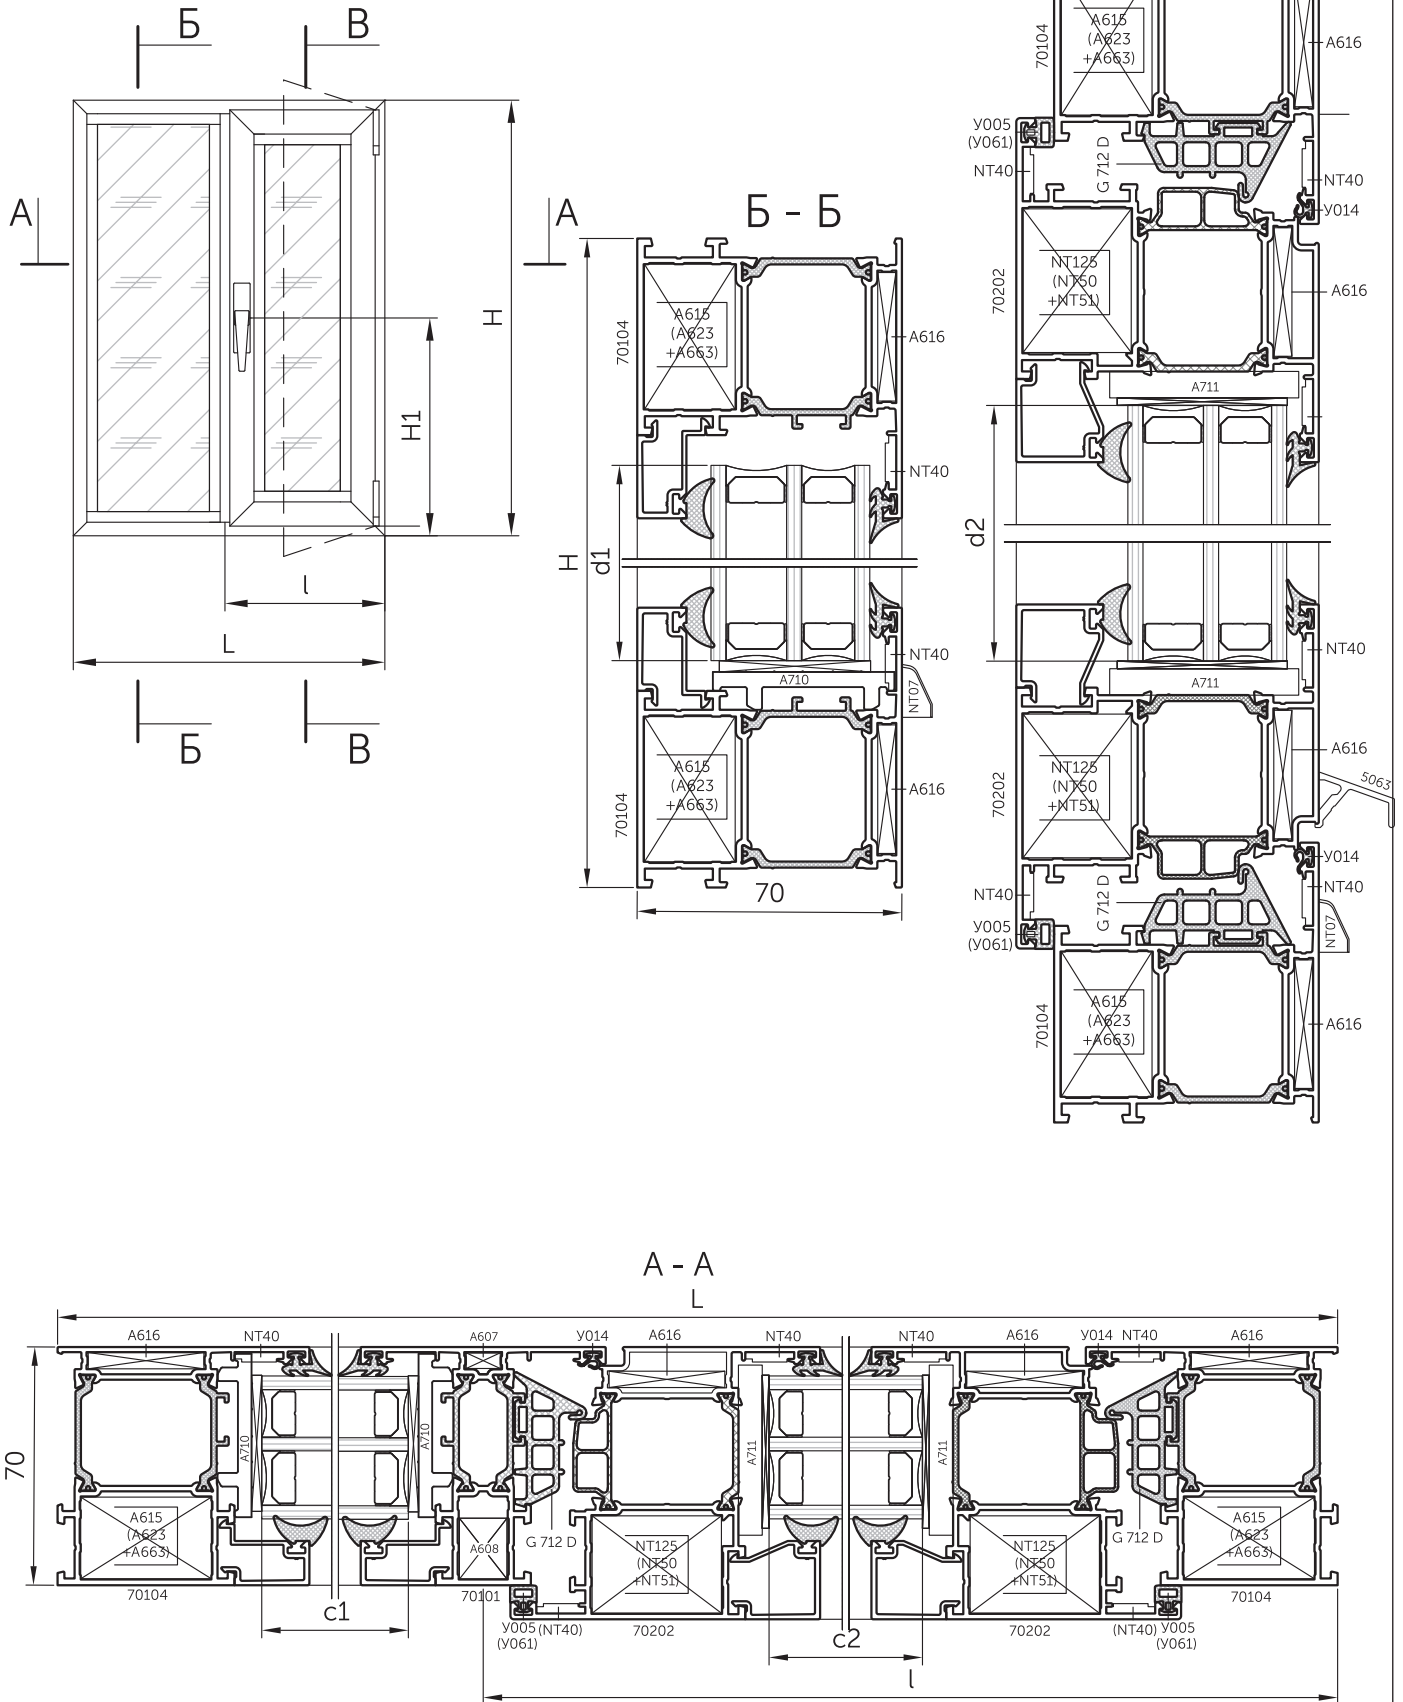 Б
В
А
А
H
H1
l
L
Б
В
Б - Б
H
d1
70104
А615
(А623
+А663)
А616
NT40
NT40
А710
NT07
70104
А615
(А623
+А663)
А616
70
70104
А615
(А623
+А663)
А616
У005
(У061)
NT40
G 712 D
NT40
У014
70202
NT125
(NT50
+NT51)
А616
А711
d2
NT40
А711
70202
NT125
(NT50
+NT51)
А616
5063
У014
NT40
NT40
G 712 D
NT07
У005
(У061)
70104
А615
(А623
+А663)
А616
А - А
L
А616
NT40
А607
У014
А616
NT40
NT40
А616
У014
NT40
А616
70
А710
А710
А711
А711
А615
(А623
+А663)
А608
G 712 D
NT125
(NT50
+NT51)
NT125
(NT50
+NT51)
G 712 D
А615
(А623
+А663)
70104
c1
70101
У005
(У061)
(NT40)
70202
c2
70202
(NT40)
У005
(У061)
70104
l